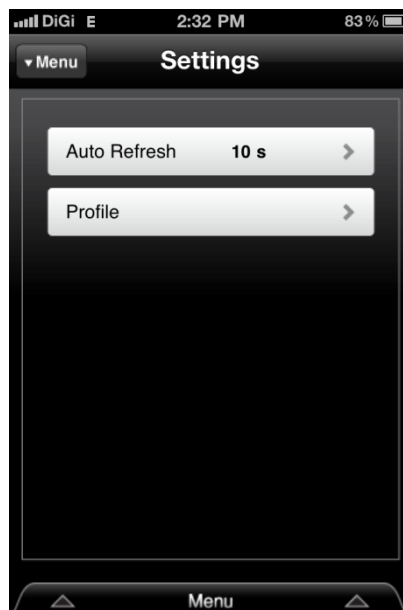 DiGi E 2:32 PM 83%
Menu Settings
Auto Refresh 10 s
Profile
Menu